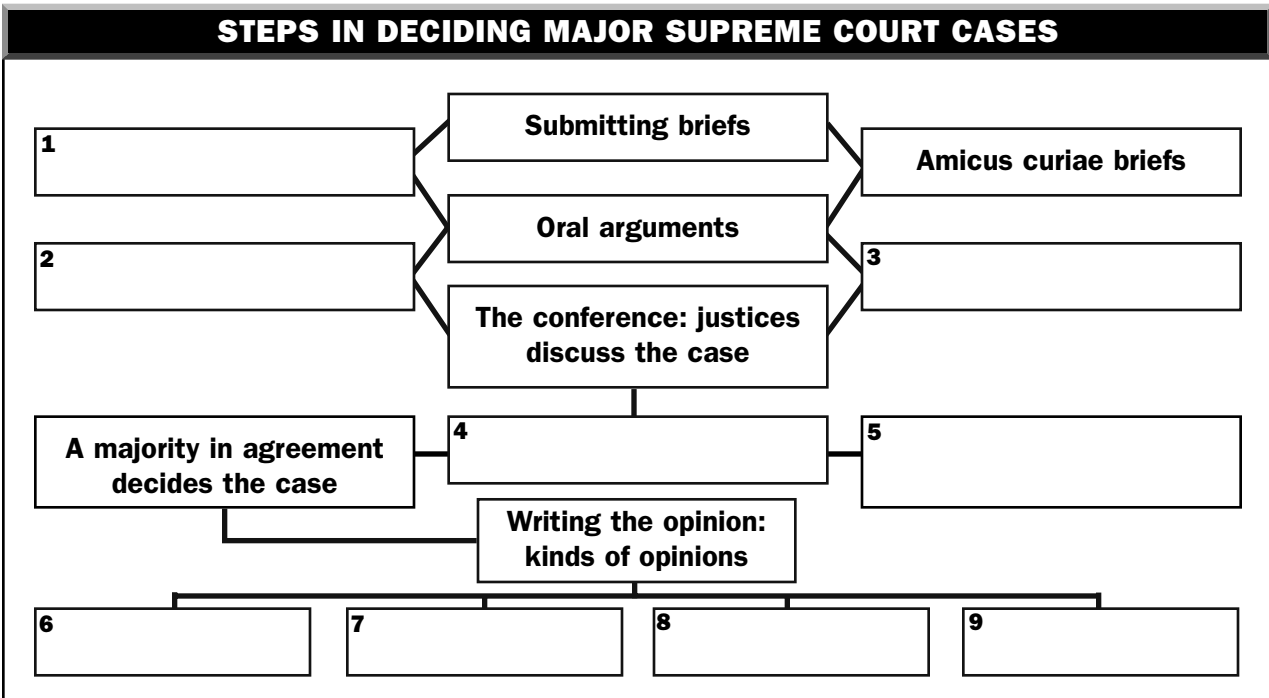 STEPS IN DECIDING MAJOR SUPREME COURT CASES
Submitting briefs
1
Amicus curiae briefs
Oral arguments
2
3
The conference: justices
discuss the case
A majority in agreement
decides the case
4
5
Writing the opinion:
kinds of opinions
6
7
8
9